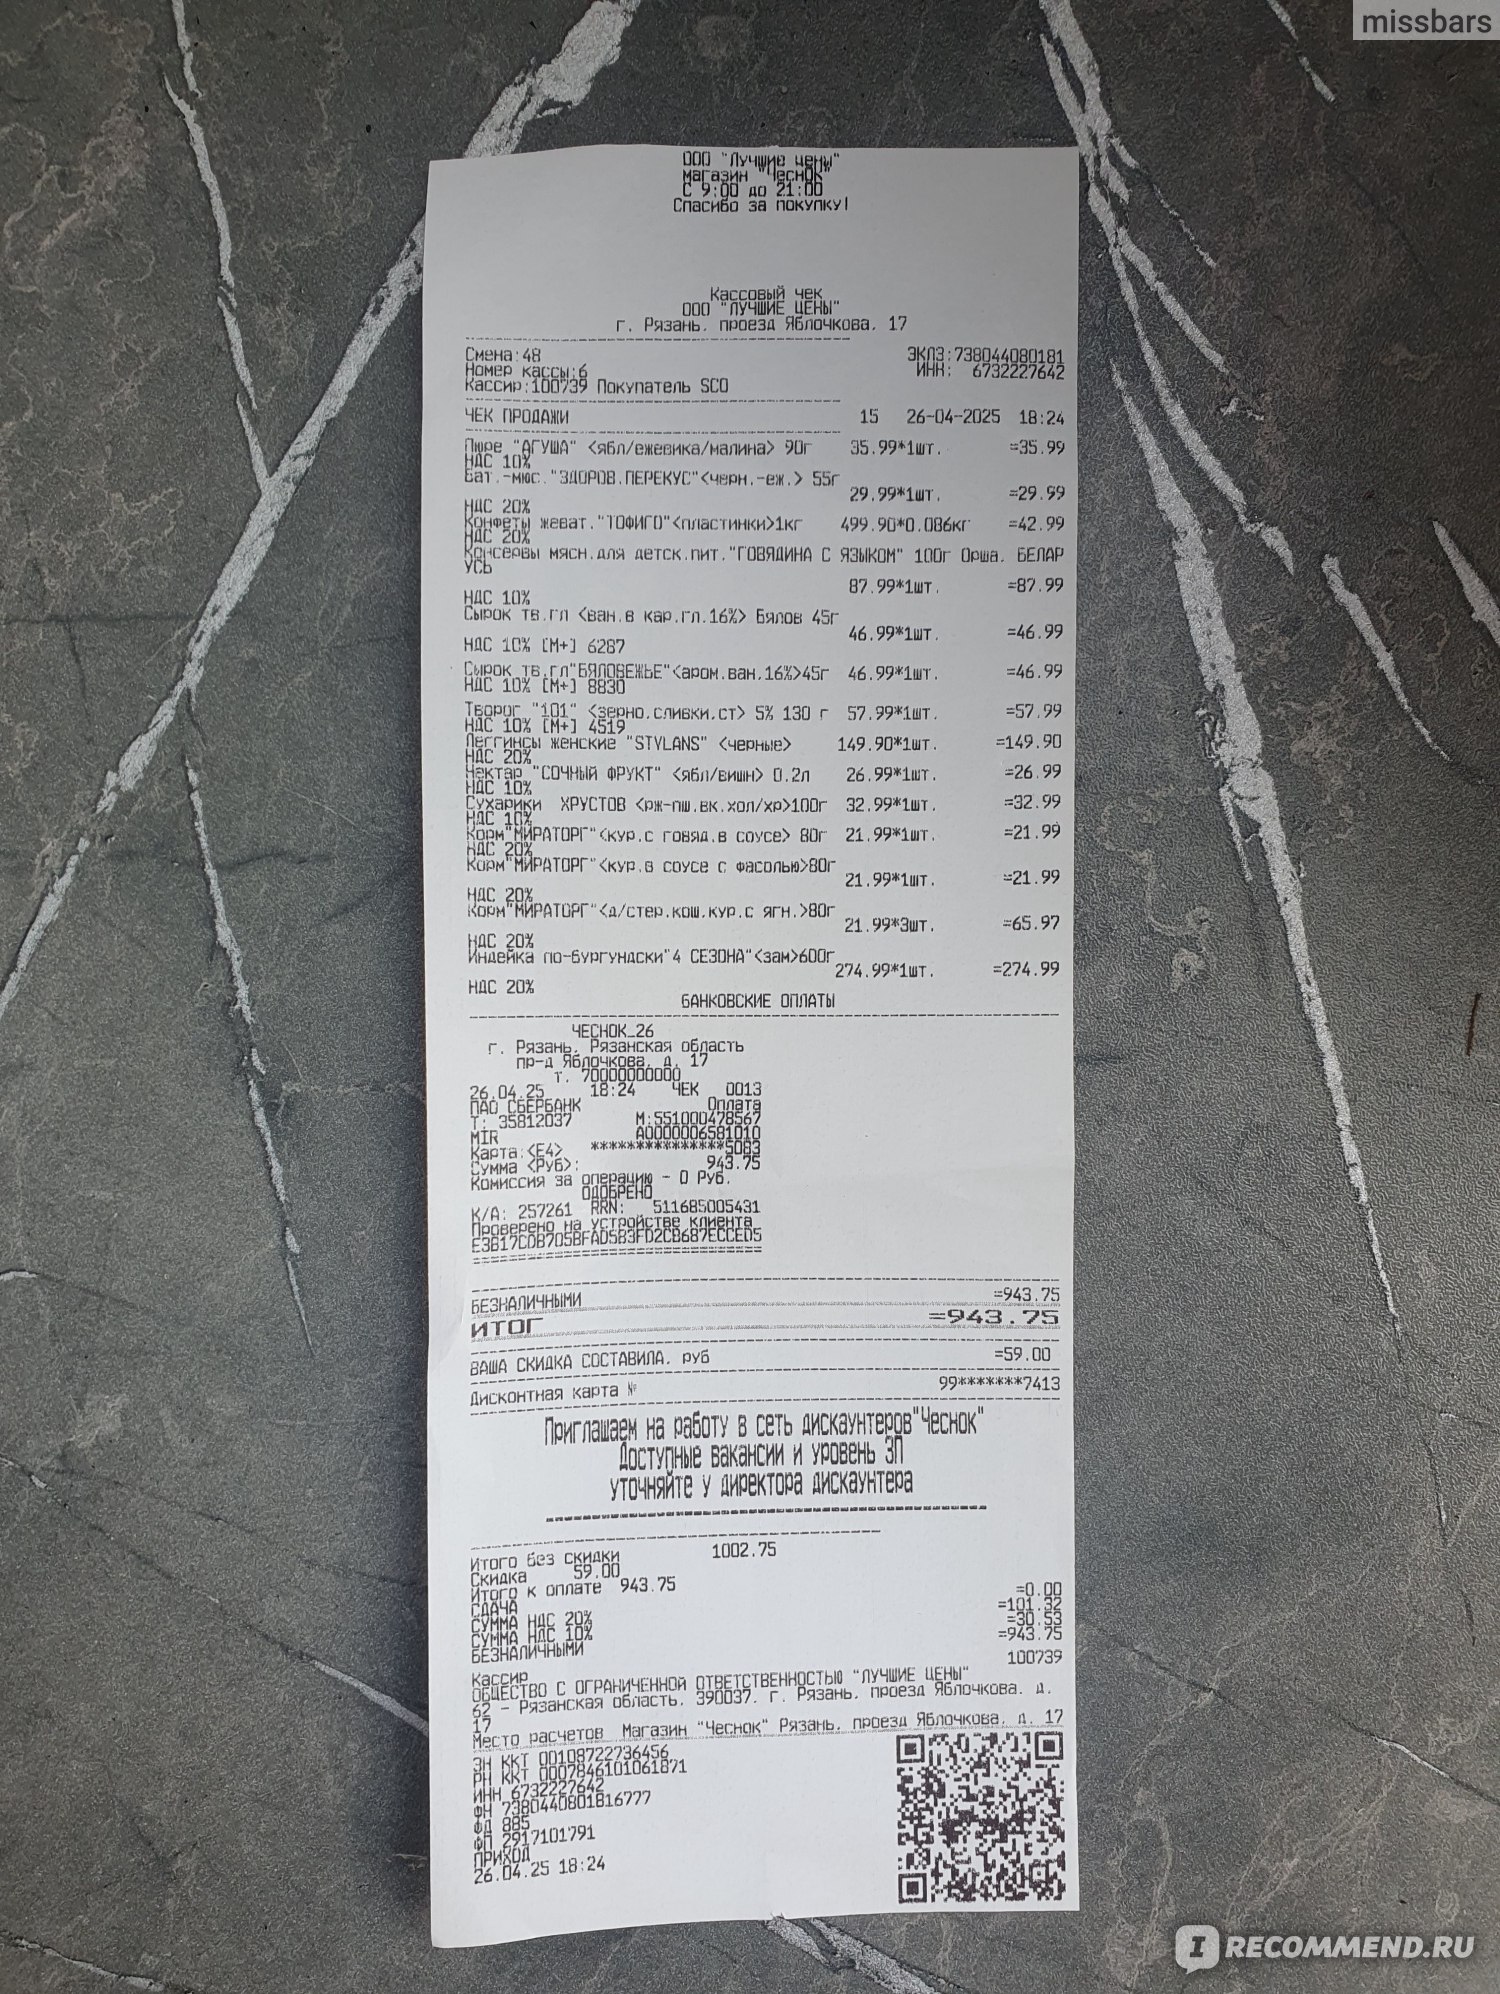 missbars
ООО "Лучшие цены"
магазин "Чеснок"
С 9:00 до 21:00
Спасибо за покупку!
Кассовый чек
ООО "ЛУЧШИЕ ЦЕНЫ"
г. Рязань, проезд Яблочкова, 17
Смена:48 ЭКЛЗ:738044080181
Номер кассы:6 ИНН: 6732227642
Кассир:100739 Покупатель SCO
ЧЕК ПРОДАЖИ 15 26-04-2025 18:24
Пюре "АГУША" <ябл/ежевика/малина> 90г 35.99*1шт. =35.99
НДС 10%
Бат.-мюс."ЗДОРОВ.ПЕРЕКУС"<черн.-еж.> 55г
29.99*1шт. =29.99
НДС 20%
Конфеты жеват."ТОФИГО"<пластинки>1кг 499.90*0.086кг =42.99
НДС 20%
Консервы мясн.для детск.пит."ГОВЯДИНА С ЯЗЫКОМ" 100г Орша, БЕЛАР
УСЬ
87.99*1шт. =87.99
НДС 10%
Сырок тв.гл <ван.в кар.гл.16%> Бялов 45г
46.99*1шт. =46.99
НДС 10% [М+] 6287
Сырок тв.гл"БЯЛОВЕЖЬЕ"<аром.ван.16%>45г 46.99*1шт. =46.99
НДС 10% [М+] 8830
Творог "101" <зерно.сливки.ст> 5% 130 г 57.99*1шт. =57.99
НДС 10% [М+] 4519
Леггинсы женские "STYLANS" <черные> 149.90*1шт. =149.90
НДС 20%
Нектар "СОЧНЫЙ ФРУКТ" <ябл/вишн> 0.2л 26.99*1шт. =26.99
НДС 10%
Сухарики ХРУСТОВ <рж-пш.вк.хол/хр>100г 32.99*1шт. =32.99
НДС 10%
Корм"МИРАТОРГ"<кур.с говяд.в соусе> 80г 21.99*1шт. =21.99
НДС 20%
Корм"МИРАТОРГ"<кур.в соусе с фасолью>80г
21.99*1шт. =21.99
НДС 20%
Корм"МИРАТОРГ"<д/стер.кош.кур.с ягн.>80г
21.99*3шт. =65.97
НДС 20%
Индейка по-бургундски"4 СЕЗОНА"<зам>600г
274.99*1шт. =274.99
НДС 20%
БАНКОВСКИЕ ОПЛАТЫ
ЧЕСНОК_26
г. Рязань, Рязанская область
пр-д Яблочкова, д. 17
т. 70000000000
26.04.25 18:24 ЧЕК 0013
ПАО СБЕРБАНК Оплата
Т: 35812037 М:551000478567
MIR A0000006581010
Карта:<E4> ***************5083
Сумма <Руб>: 943.75
Комиссия за операцию - 0 Руб.
ОДОБРЕНО
К/А: 257261 RRN: 511685005431
Проверено на устройстве клиента
E3B17CDB705BFAD5B3FD2CB687ECCED5
БЕЗНАЛИЧНЫМИ =943.75
ИТОГ =943.75
ВАША СКИДКА СОСТАВИЛА, руб =59.00
Дисконтная карта № 99*******7413
Приглашаем на работу в сеть дискаунтеров"Чеснок"
Доступные вакансии и уровень ЗП
уточняйте у директора дискаунтера
Итого без скидки 1002.75
Скидка 59.00
Итого к оплате 943.75
СДАЧА =0.00
СУММА НДС 20% =101.32
СУММА НДС 10% =30.53
БЕЗНАЛИЧНЫМИ =943.75
Кассир 100739
ОБЩЕСТВО С ОГРАНИЧЕННОЙ ОТВЕТСТВЕННОСТЬЮ "ЛУЧШИЕ ЦЕНЫ"
62 - Рязанская область, 390037, г. Рязань, проезд Яблочкова, д.
17
Место расчетов Магазин "Чеснок" Рязань, проезд Яблочкова, д. 17
ЗН ККТ 00108722736456
РН ККТ 0007846101061871
ИНН 6732227642
ФН 7380440801816777
ФД 885
ФП 2917101791
ПРИХОД
26.04.25 18:24
I RECOMMEND.RU